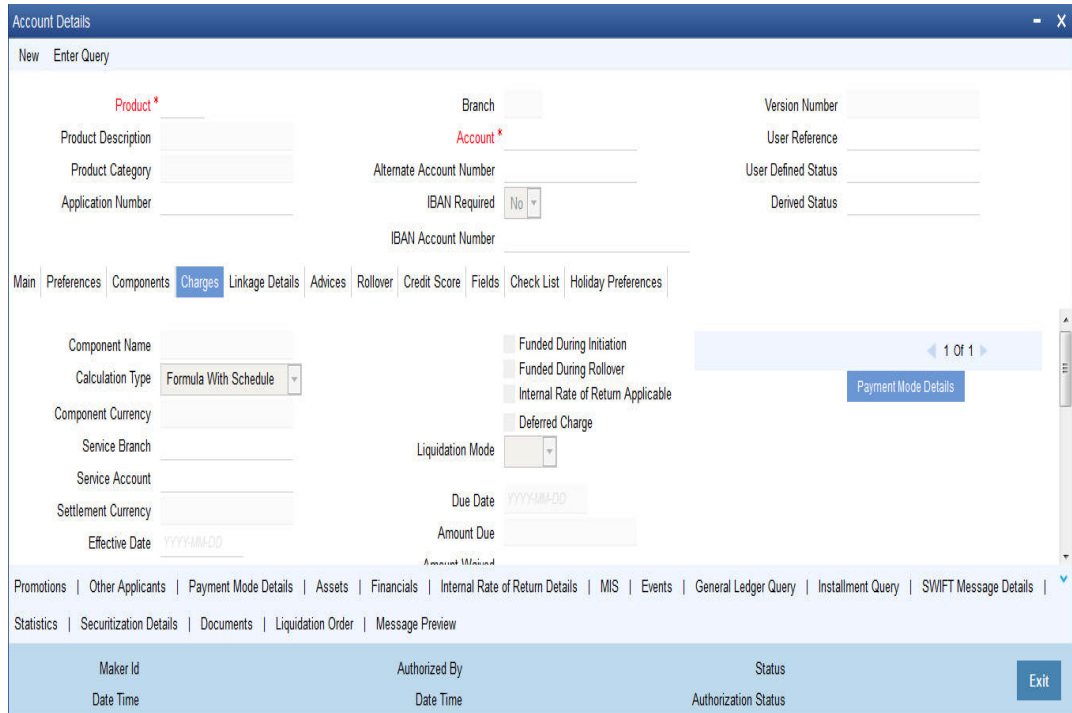 Account Details - X
New Enter Query
Product * Branch Version Number
Product Description Account * User Reference
Product Category Alternate Account Number User Defined Status
Application Number IBAN Required No Derived Status
IBAN Account Number
Main Preferences Components Charges Linkage Details Advices Rollover Credit Score Fields Check List Holiday Preferences
Component Name Funded During Initiation 1 Of 1
Calculation Type Formula With Schedule Funded During Rollover Payment Mode Details
Internal Rate of Return Applicable
Component Currency Deferred Charge
Service Branch Liquidation Mode
Service Account
Settlement Currency Due Date YYYY-MM-DD
Effective Date YYYY-MM-DD Amount Due
Amount Waived
Promotions | Other Applicants | Payment Mode Details | Assets | Financials | Internal Rate of Return Details | MIS | Events | General Ledger Query | Installment Query | SWIFT Message Details |
Statistics | Securitization Details | Documents | Liquidation Order | Message Preview
Maker Id Authorized By Status
Date Time Date Time Authorization Status
Exit